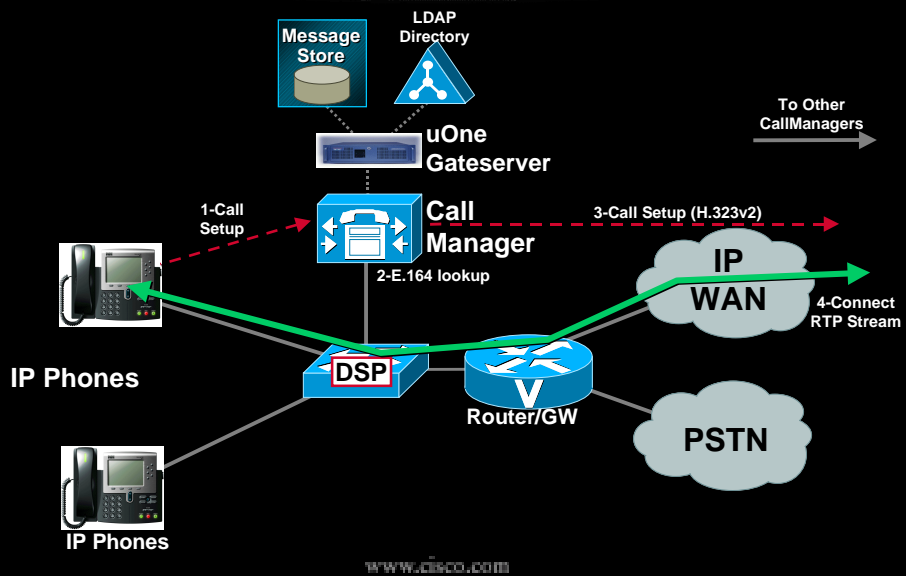 LDAP
Directory
Message
Store
To Other
CallManagers
uOne
Gateserver
1-Call
Setup
Call
Manager
3-Call Setup (H.323v2)
2-E.164 lookup
IP
WAN
4-Connect
RTP Stream
DSP
IP Phones
V
Router/GW
PSTN
IP Phones
www.cisco.com